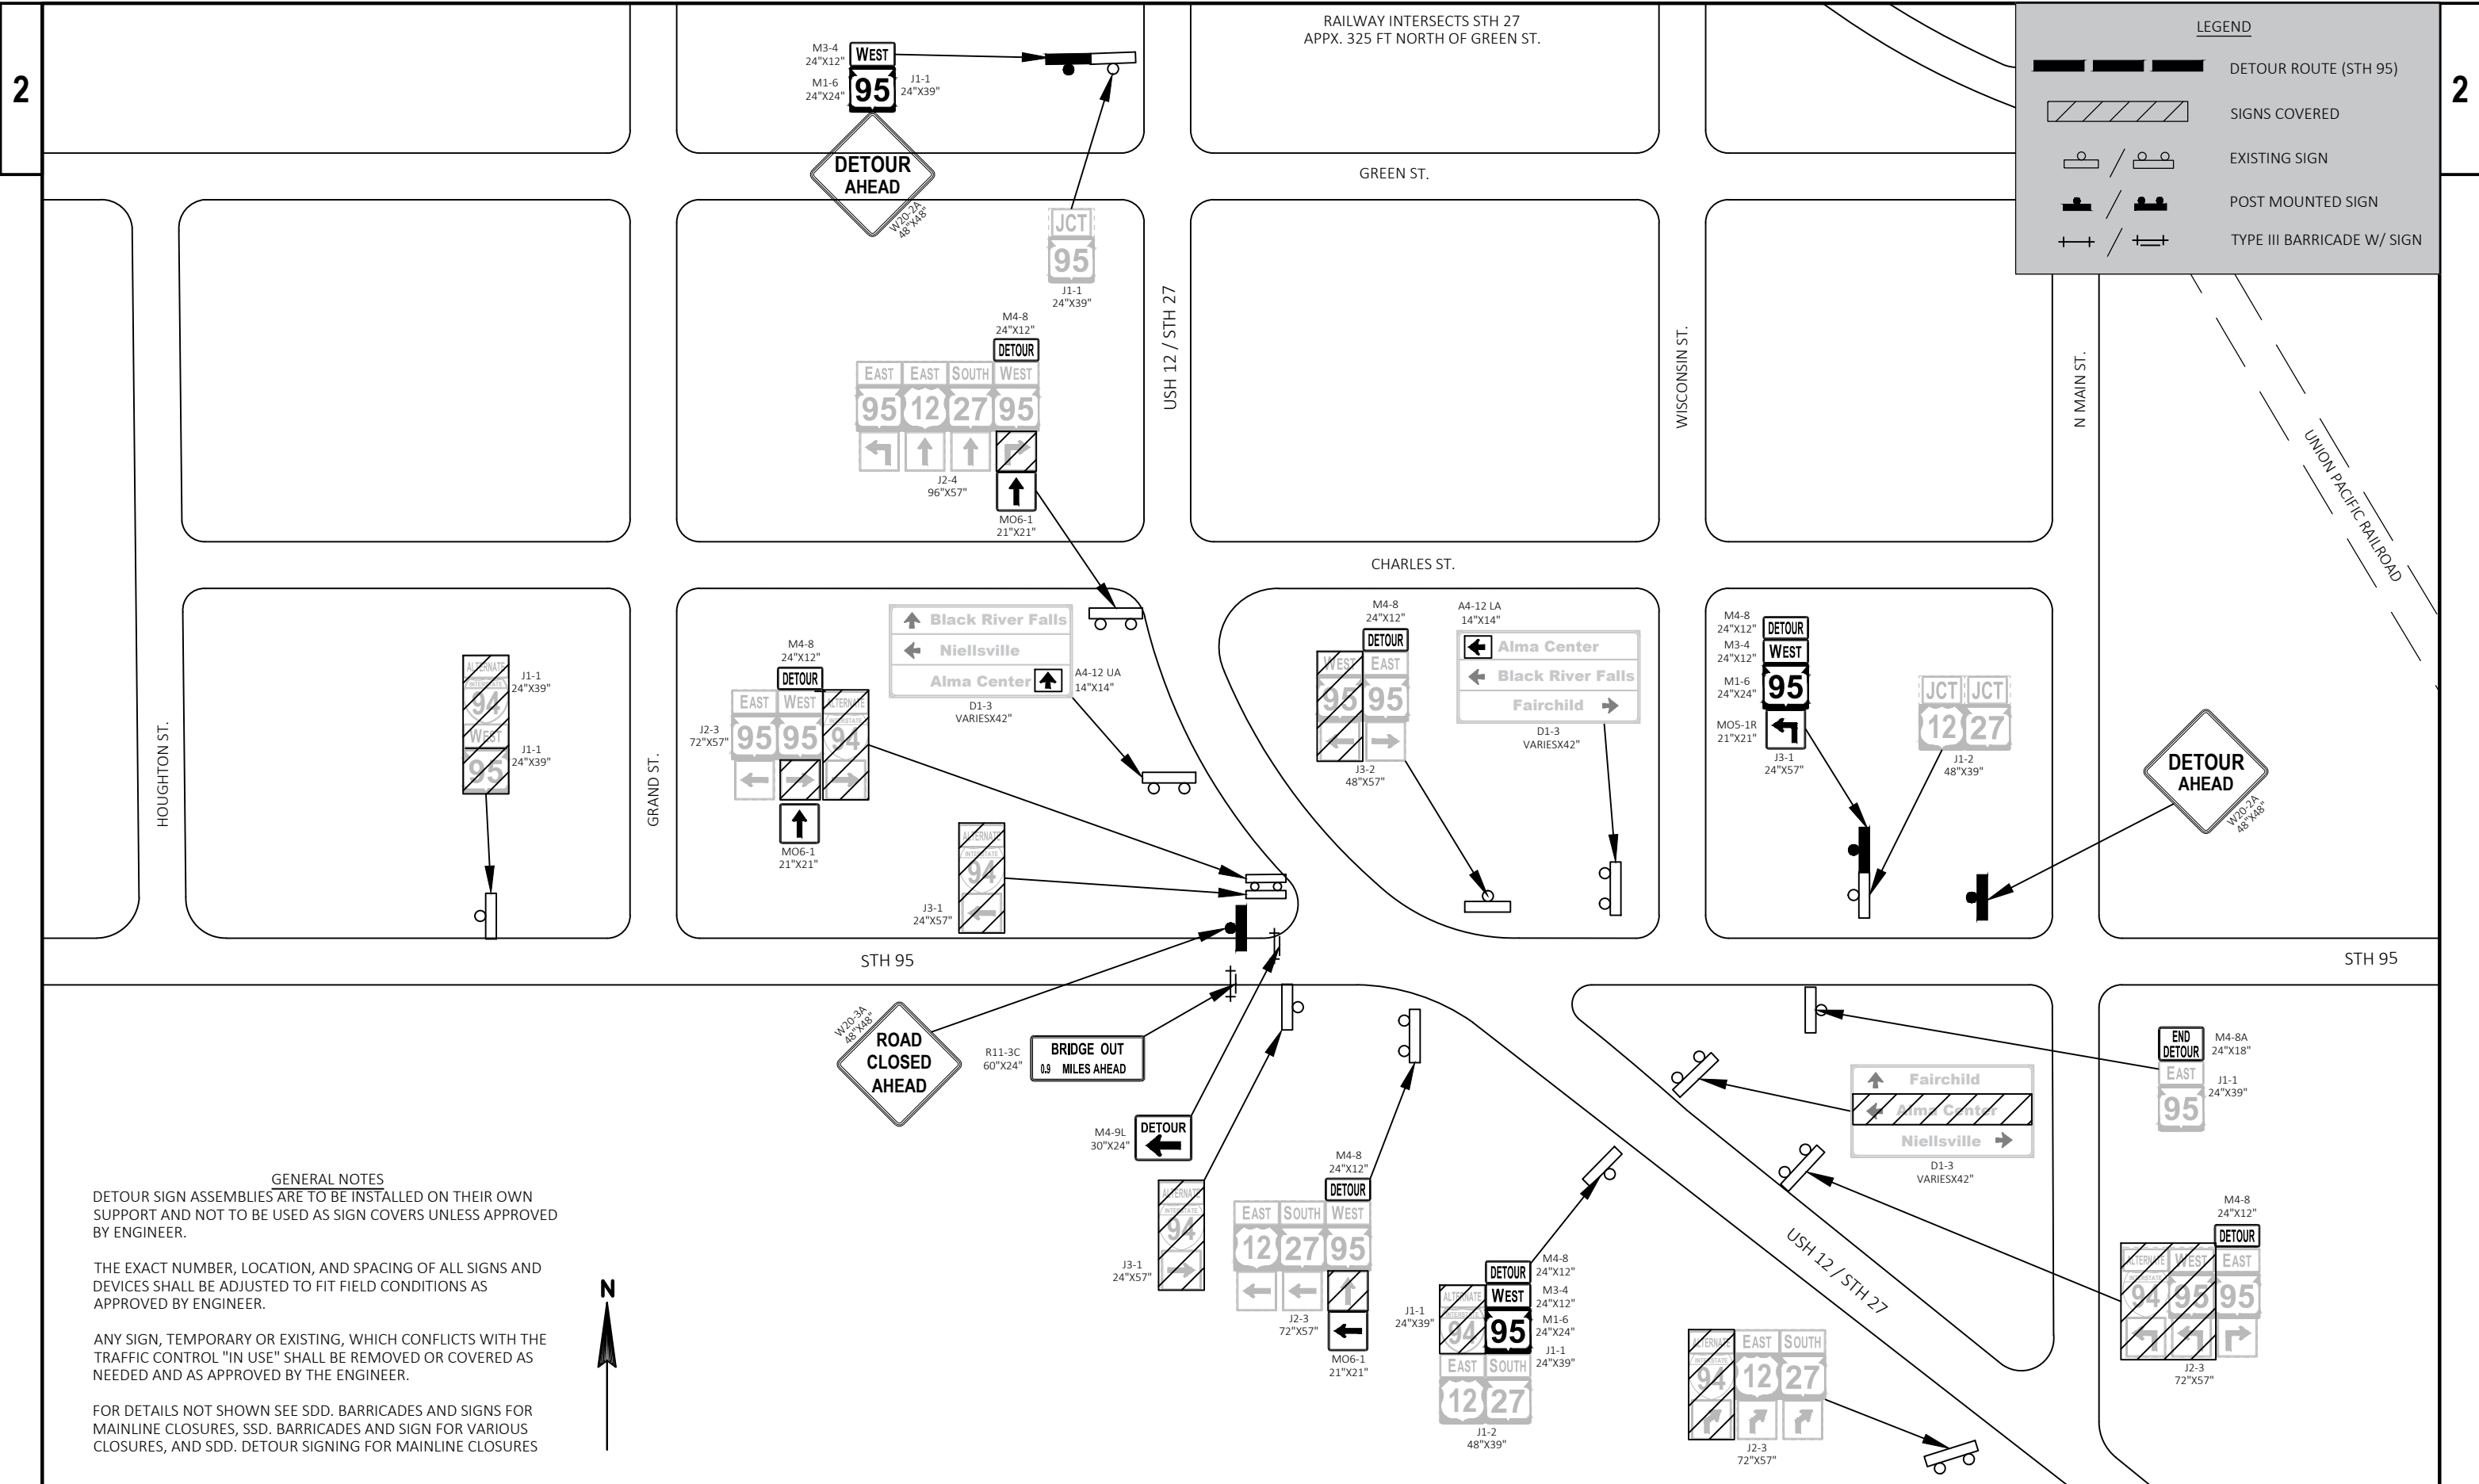 2
RAILWAY INTERSECTS STH 27
APPX. 325 FT NORTH OF GREEN ST.
LEGEND
DETOUR ROUTE (STH 95)
SIGNS COVERED
EXISTING SIGN
POST MOUNTED SIGN
TYPE III BARRICADE W/ SIGN
2
M3-4
24"X12"
WEST
M1-6
24"X24"
95
J1-1
24"X39"
DETOUR
AHEAD
W20-2A
48"X48"
GREEN ST.
JCT
95
J1-1
24"X39"
M4-8
24"X12"
DETOUR
EAST EAST SOUTH WEST
95 12 27 95
J2-4
96"X57"
MO6-1
21"X21"
USH 12 / STH 27
WISCONSIN ST.
N MAIN ST.
UNION PACIFIC RAILROAD
CHARLES ST.
HOUGHTON ST.
GRAND ST.
ALTERNATE
INTERSTATE
94
WEST
95
J1-1
24"X39"
J1-1
24"X39"
M4-8
24"X12"
DETOUR
EAST WEST ALTERNATE
INTERSTATE
95 95 94
J2-3
72"X57"
MO6-1
21"X21"
Black River Falls
Niellsville
Alma Center
A4-12 UA
14"X14"
D1-3
VARIESX42"
ALTERNATE
INTERSTATE
94
J3-1
24"X57"
M4-8
24"X12"
DETOUR
WEST EAST
95 95
J3-2
48"X57"
A4-12 LA
14"X14"
Alma Center
Black River Falls
Fairchild
D1-3
VARIESX42"
M4-8
24"X12"
DETOUR
M3-4
24"X12"
WEST
M1-6
24"X24"
95
MO5-1R
21"X21"
J3-1
24"X57"
JCT JCT
12 27
J1-2
48"X39"
DETOUR
AHEAD
W20-2A
48"X48"
STH 95
STH 95
W20-3A
48"X48"
ROAD
CLOSED
AHEAD
R11-3C
60"X24"
BRIDGE OUT
0.9 MILES AHEAD
M4-9L
30"X24"
DETOUR
ALTERNATE
INTERSTATE
94
J3-1
24"X57"
M4-8
24"X12"
DETOUR
EAST SOUTH WEST
12 27 95
J2-3
72"X57"
MO6-1
21"X21"
DETOUR
M4-8
24"X12"
ALTERNATE
INTERSTATE
94
J1-1
24"X39"
WEST
M3-4
24"X12"
95
M1-6
24"X24"
J1-1
24"X39"
EAST SOUTH
12 27
J1-2
48"X39"
USH 12 / STH 27
ALTERNATE EAST SOUTH
INTERSTATE
94 12 27
J2-3
72"X57"
Fairchild
Alma Center
Niellsville
D1-3
VARIESX42"
END
DETOUR
M4-8A
24"X18"
EAST
95
J1-1
24"X39"
M4-8
24"X12"
DETOUR
ALTERNATE WEST EAST
INTERSTATE
94 95 95
J2-3
72"X57"
GENERAL NOTES
DETOUR SIGN ASSEMBLIES ARE TO BE INSTALLED ON THEIR OWN
SUPPORT AND NOT TO BE USED AS SIGN COVERS UNLESS APPROVED
BY ENGINEER.
THE EXACT NUMBER, LOCATION, AND SPACING OF ALL SIGNS AND
DEVICES SHALL BE ADJUSTED TO FIT FIELD CONDITIONS AS
APPROVED BY ENGINEER.
ANY SIGN, TEMPORARY OR EXISTING, WHICH CONFLICTS WITH THE
TRAFFIC CONTROL "IN USE" SHALL BE REMOVED OR COVERED AS
NEEDED AND AS APPROVED BY THE ENGINEER.
FOR DETAILS NOT SHOWN SEE SDD. BARRICADES AND SIGNS FOR
MAINLINE CLOSURES, SSD. BARRICADES AND SIGN FOR VARIOUS
CLOSURES, AND SDD. DETOUR SIGNING FOR MAINLINE CLOSURES
N